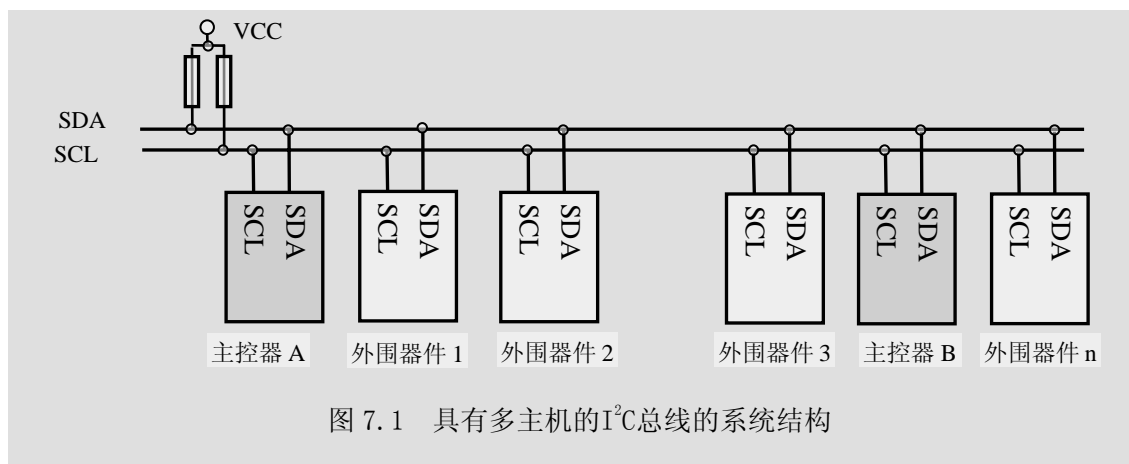 VCC
SDA
SCL
SCL SDA
SCL SDA
SCL SDA
SCL SDA
SCL SDA
SCL SDA
主控器 A 外围器件 1 外围器件 2 外围器件 3 主控器 B 外围器件 n
图 7.1 具有多主机的I²C总线的系统结构